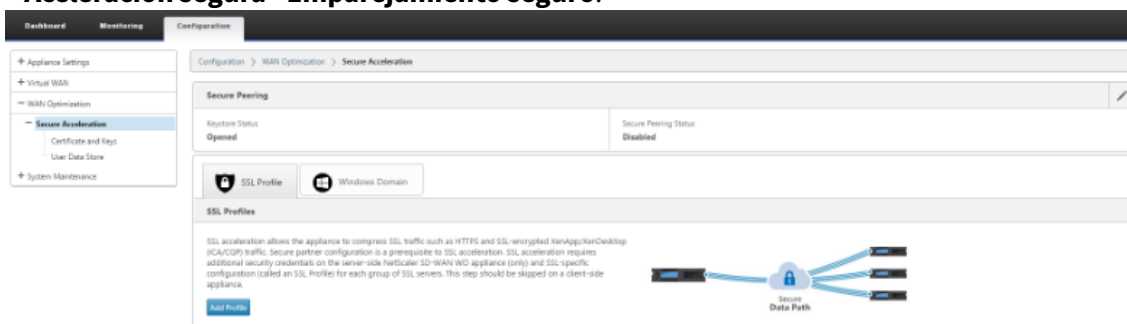 Aceleración segura - Emparejamiento seguro.
Dashboard Monitoring Configuration
+ Appliance Settings
+ Virtual WAN
− WAN Optimization
− Secure Acceleration
Certificate and Keys
User Data Store
+ System Maintenance
Configuration > WAN Optimization > Secure Acceleration
Secure Peering
Keystore Status
Opened
Secure Peering Status
Disabled
SSL Profile
Windows Domain
SSL Profiles
SSL acceleration allows the appliance to compress SSL traffic such as HTTPS and SSL-encrypted XenApp/XenDesktop
(ICA/CGP) traffic. Secure partner configuration is a prerequisite to SSL acceleration. SSL acceleration requires
additional security credentials on the server-side NetScaler SD-WAN WO appliance (only) and SSL-specific
configuration (called an SSL Profile) for each group of SSL servers. This step should be skipped on a client-side
appliance.
Add Profile
Secure
Data Path